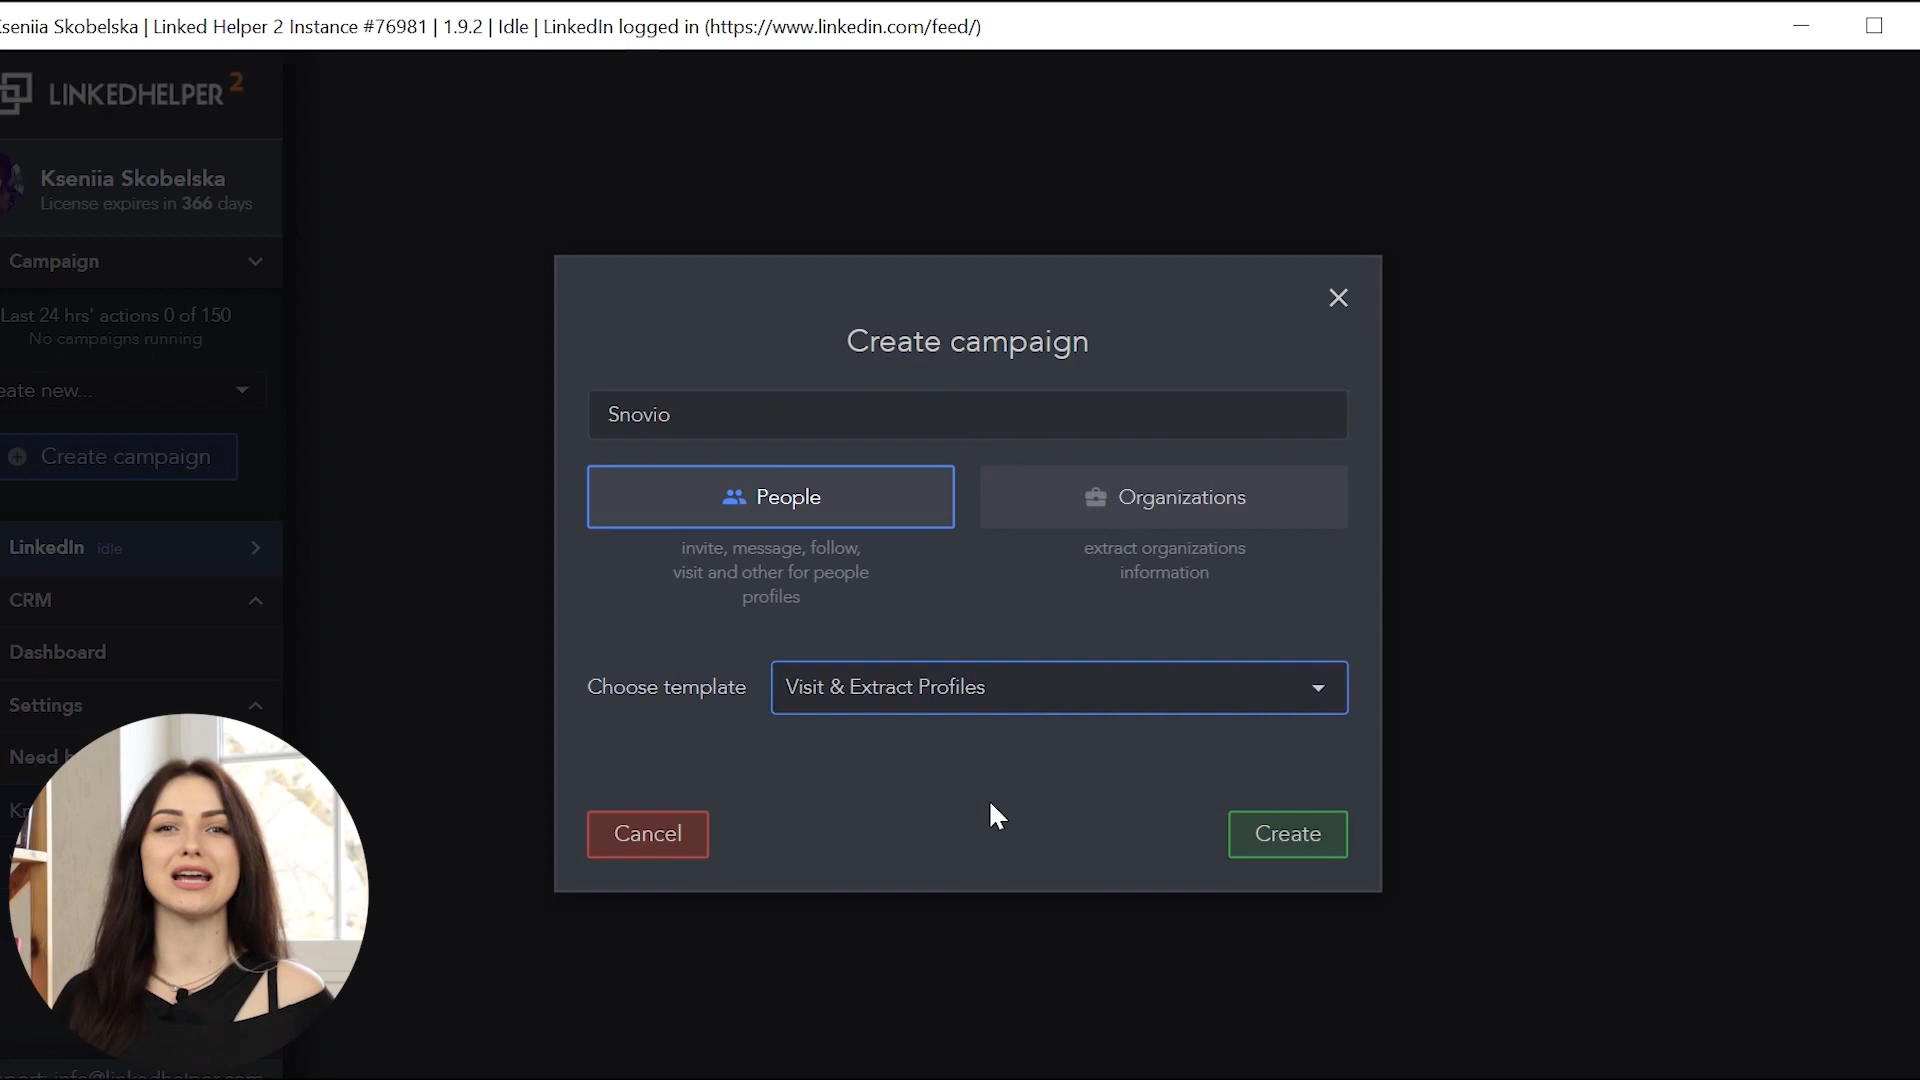 Kseniia Skobelska | Linked Helper 2 Instance #76981 | 1.9.2 | Idle | LinkedIn logged in (https://www.linkedin.com/feed/)
LINKEDHELPER 2
Kseniia Skobelska
License expires in 366 days
Campaign
Last 24 hrs' actions 0 of 150
No campaigns running
eate new...
Create campaign
LinkedIn idle
CRM
Dashboard
Settings
Need
Create campaign
Snovio
People
Organizations
invite, message, follow,
visit and other for people
profiles
extract organizations
information
Choose template
Visit & Extract Profiles
Cancel
Create